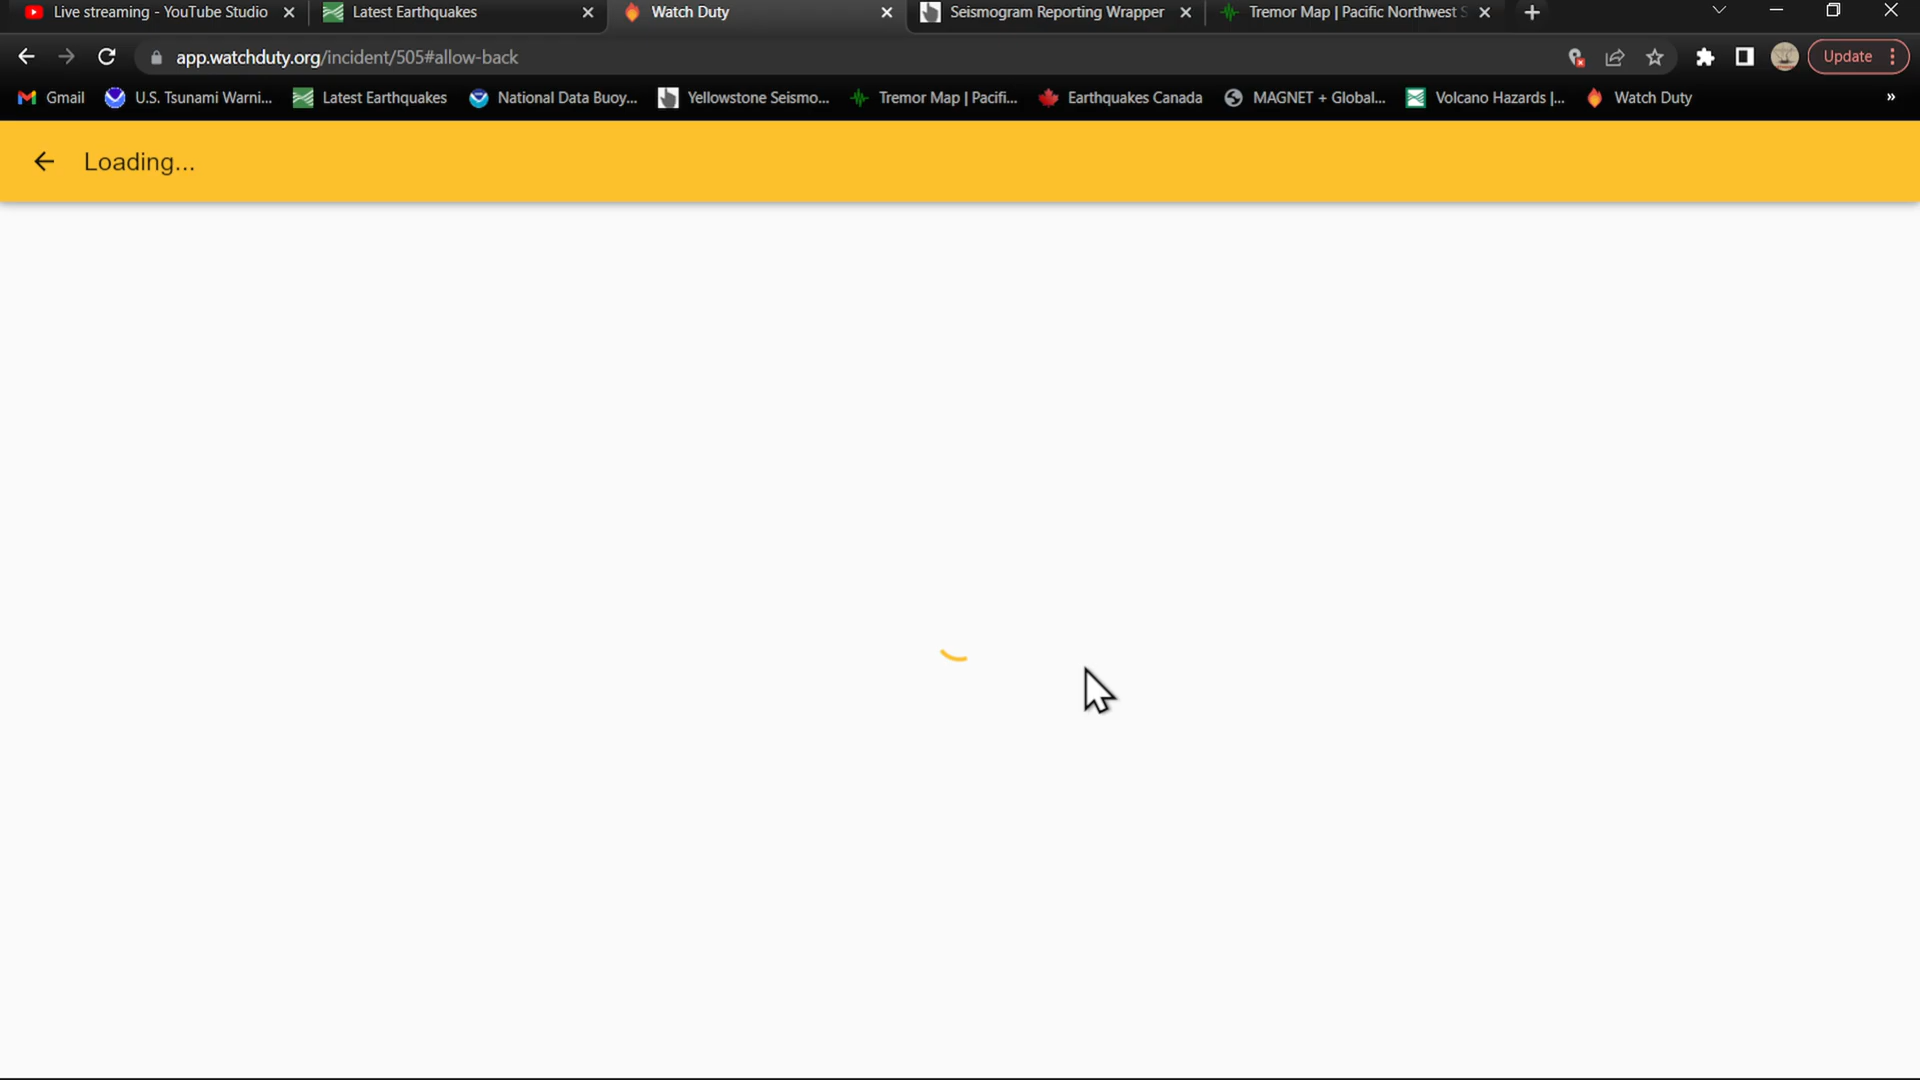 Live streaming - YouTube Studio
Latest Earthquakes
Watch Duty
Seismogram Reporting Wrapper
Tremor Map | Pacific Northwest S
app.watchduty.org/incident/505#allow-back
Update
Gmail
U.S. Tsunami Warni...
Latest Earthquakes
National Data Buoy...
Yellowstone Seismo...
Tremor Map | Pacifi...
Earthquakes Canada
MAGNET + Global...
Volcano Hazards |...
Watch Duty
»
Loading...